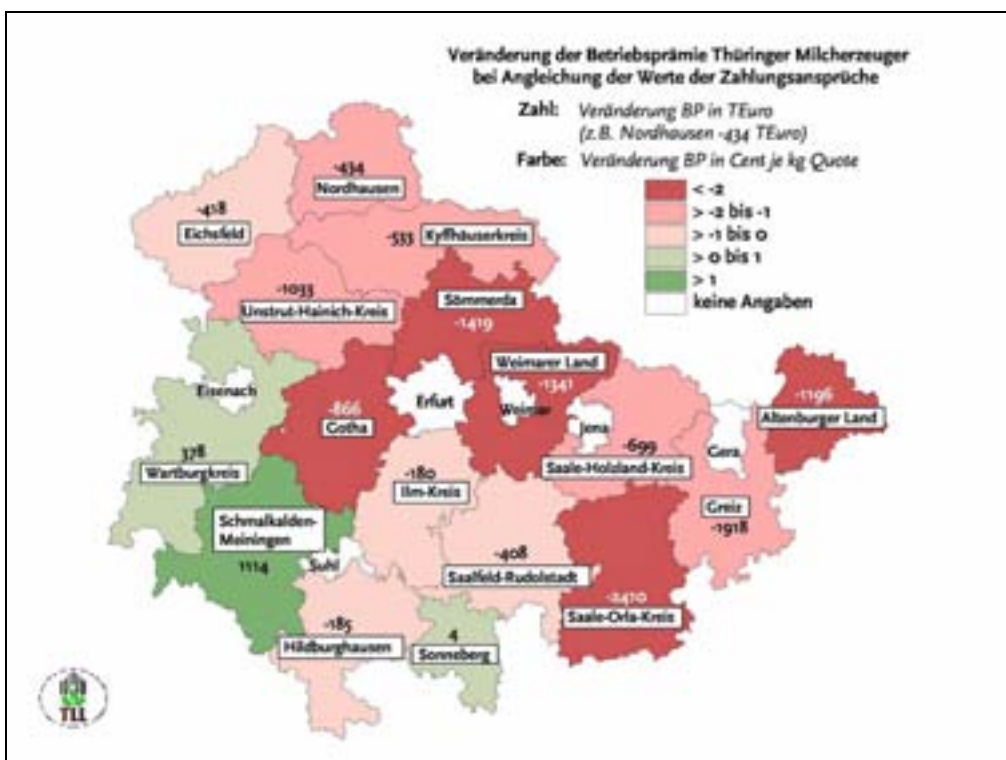 Veränderung der Betriebsprämie Thüringer Milcherzeuger
bei Angleichung der Werte der Zahlungsansprüche
Zahl: Veränderung BP in TEuro
(z.B. Nordhausen -434 TEuro)
Farbe: Veränderung BP in Cent je kg Quote
< -2
> -2 bis -1
> -1 bis 0
> 0 bis 1
> 1
keine Angaben
-434
Nordhausen
-418
Eichsfeld
-533 Kyffhäuserkreis
-1033
Unstrut-Hainich-Kreis
Sömmerda
-1419
Weimarer Land
-1341
Weimar
Eisenach
Erfurt
-866
Gotha
Jena
-699
Saale-Holzland-Kreis
Gera
-1196
Altenburger Land
378
Wartburgkreis
-180
Ilm-Kreis
Greiz
-1918
Schmalkalden-
Meiningen
1114
Suhl
-408
Saalfeld-Rudolstadt
-2410
Saale-Orla-Kreis
-185
Hildburghausen
4
Sonneberg
TLL